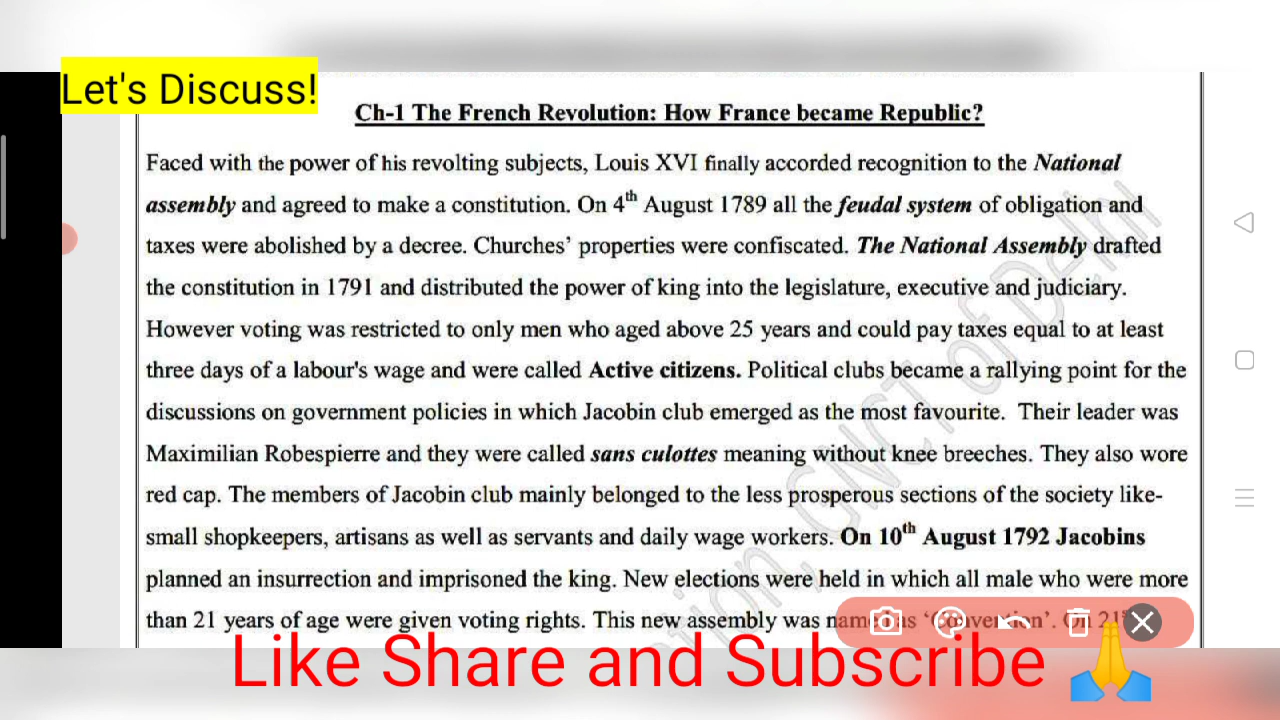 Let's Discuss!
Ch-1 The French Revolution: How France became Republic?
Faced with the power of his revolting subjects, Louis XVI finally accorded recognition to the National
assembly and agreed to make a constitution. On 4th August 1789 all the feudal system of obligation and
taxes were abolished by a decree. Churches' properties were confiscated. The National Assembly drafted
the constitution in 1791 and distributed the power of king into the legislature, executive and judiciary.
However voting was restricted to only men who aged above 25 years and could pay taxes equal to at least
three days of a labour's wage and were called Active citizens. Political clubs became a rallying point for the
discussions on government policies in which Jacobin club emerged as the most favourite. Their leader was
Maximilian Robespierre and they were called sans culottes meaning without knee breeches. They also wore
red cap. The members of Jacobin club mainly belonged to the less prosperous sections of the society like-
small shopkeepers, artisans as well as servants and daily wage workers. On 10th August 1792 Jacobins
planned an insurrection and imprisoned the king. New elections were held in which all male who were more
than 21 years of age were given voting rights. This new assembly was named as 'Convention'. On 21
Like Share and Subscribe 🙏
GNCT of Delhi